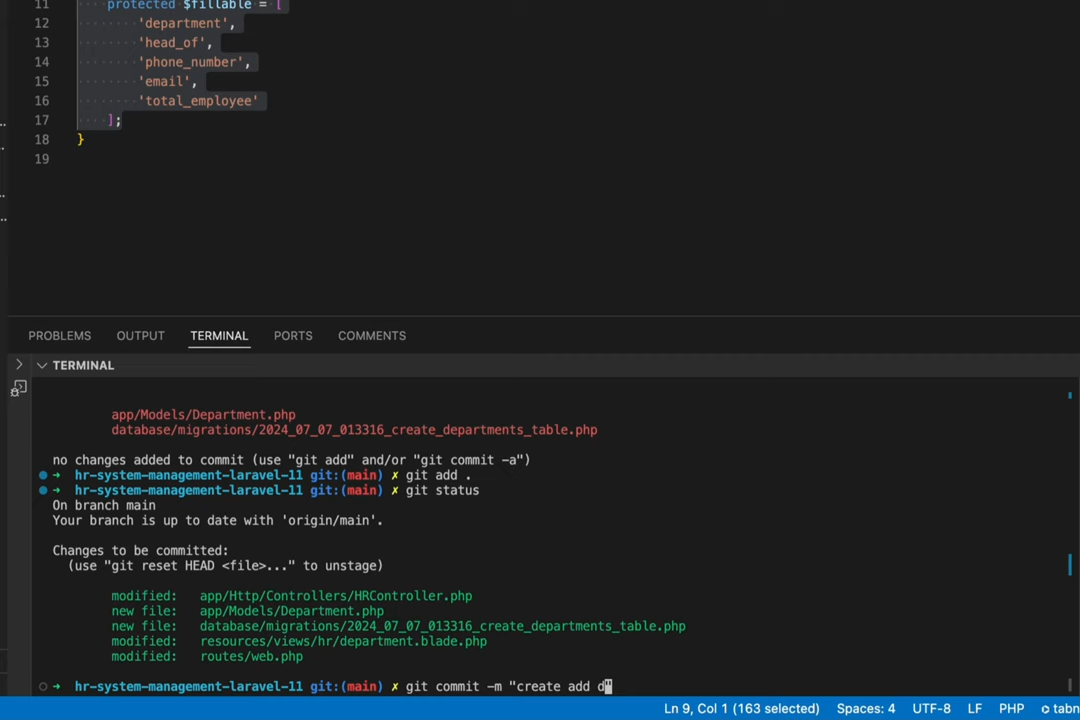 11 protected $fillable = [
12 'department',
13 'head_of',
14 'phone_number',
15 'email',
16 'total_employee'
17 ];
18 }
19
PROBLEMS OUTPUT TERMINAL PORTS COMMENTS
TERMINAL
app/Models/Department.php
database/migrations/2024_07_07_013316_create_departments_table.php
no changes added to commit (use "git add" and/or "git commit -a")
➜ hr-system-management-laravel-11 git:(main) ✗ git add .
➜ hr-system-management-laravel-11 git:(main) ✗ git status
On branch main
Your branch is up to date with 'origin/main'.
Changes to be committed:
(use "git reset HEAD <file>..." to unstage)
modified: app/Http/Controllers/HRController.php
new file: app/Models/Department.php
new file: database/migrations/2024_07_07_013316_create_departments_table.php
modified: resources/views/hr/department.blade.php
modified: routes/web.php
➜ hr-system-management-laravel-11 git:(main) ✗ git commit -m "create add d"
Ln 9, Col 1 (163 selected) Spaces: 4 UTF-8 LF PHP tabn